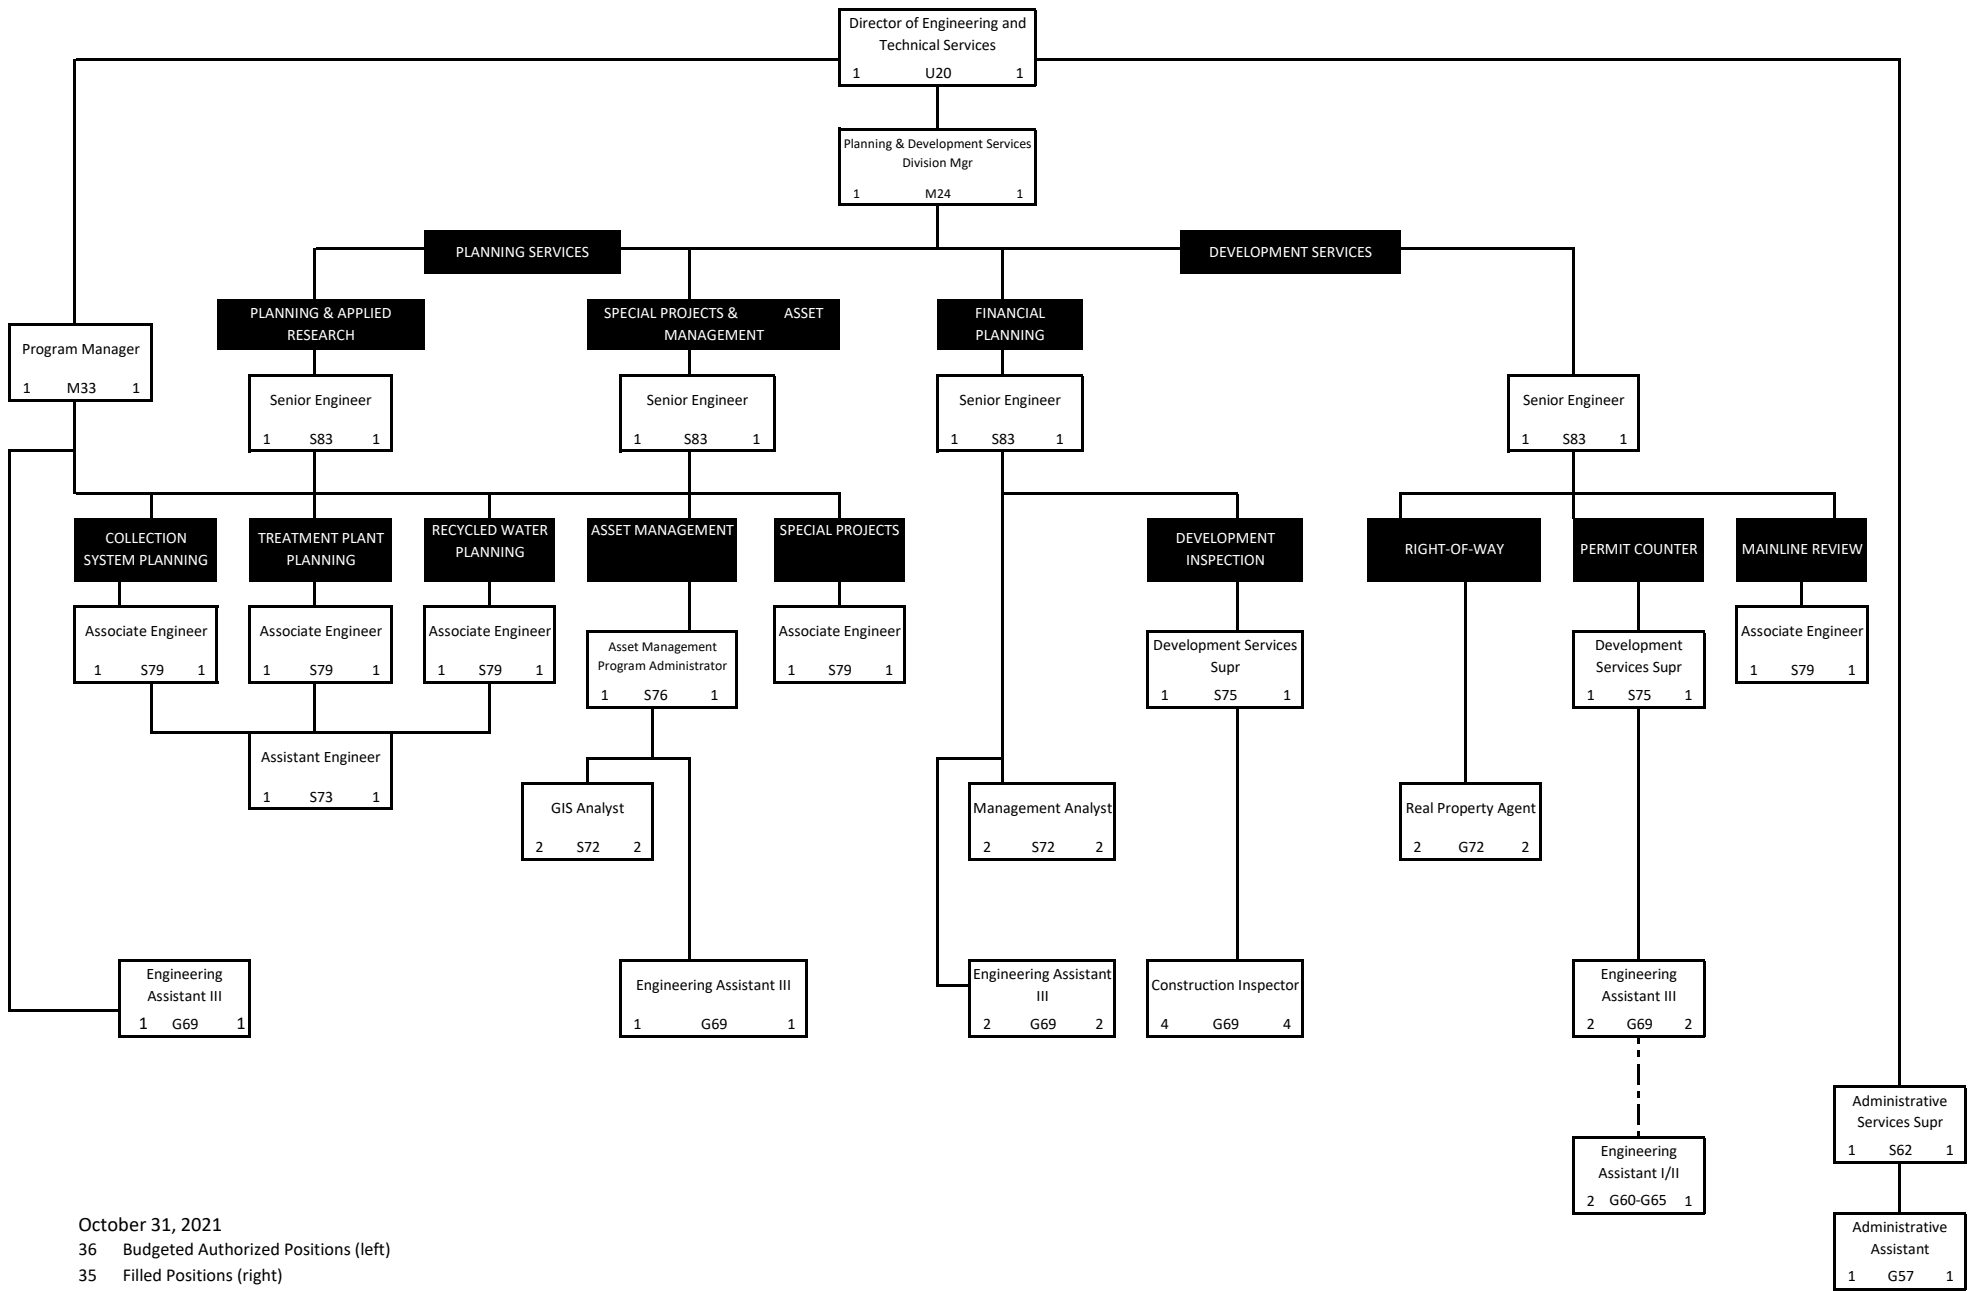 Director of Engineering and
Technical Services
1 U20 1
Planning & Development Services
Division Mgr
1 M24 1
PLANNING SERVICES
DEVELOPMENT SERVICES
PLANNING & APPLIED
RESEARCH
SPECIAL PROJECTS & ASSET
MANAGEMENT
FINANCIAL
PLANNING
Program Manager
1 M33 1
Senior Engineer
1 S83 1
Senior Engineer
1 S83 1
Senior Engineer
1 S83 1
Senior Engineer
1 S83 1
COLLECTION
SYSTEM PLANNING
TREATMENT PLANT
PLANNING
RECYCLED WATER
PLANNING
ASSET MANAGEMENT
SPECIAL PROJECTS
DEVELOPMENT
INSPECTION
RIGHT-OF-WAY
PERMIT COUNTER
MAINLINE REVIEW
Associate Engineer
1 S79 1
Associate Engineer
1 S79 1
Associate Engineer
1 S79 1
Asset Management
Program Administrator
1 S76 1
Associate Engineer
1 S79 1
Development Services
Supr
1 S75 1
Development
Services Supr
1 S75 1
Associate Engineer
1 S79 1
Assistant Engineer
1 S73 1
GIS Analyst
2 S72 2
Management Analyst
2 S72 2
Real Property Agent
2 G72 2
Engineering
Assistant III
1 G69 1
Engineering Assistant III
1 G69 1
Engineering Assistant
III
2 G69 2
Construction Inspector
4 G69 4
Engineering
Assistant III
2 G69 2
Administrative
Services Supr
1 S62 1
Engineering
Assistant I/II
2 G60-G65 1
Administrative
Assistant
1 G57 1
October 31, 2021
36 Budgeted Authorized Positions (left)
35 Filled Positions (right)